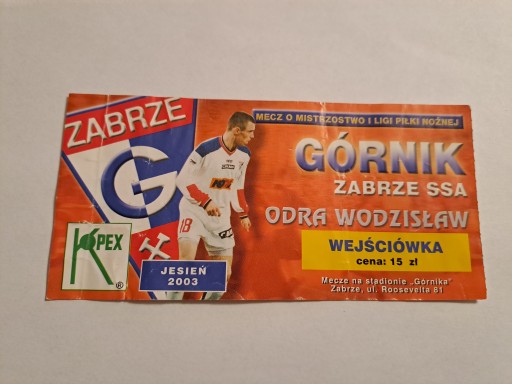 ZABRZE
G
KOPEX
®
JESIEŃ
2003
18
MECZ O MISTRZOSTWO I LIGI PIŁKI NOŻNEJ
GÓRNIK
ZABRZE SSA
ODRA WODZISŁAW
WEJŚCIÓWKA
cena: 15 zł
Mecze na stadionie „Górnika"
Zabrze, ul. Roosevelta 81